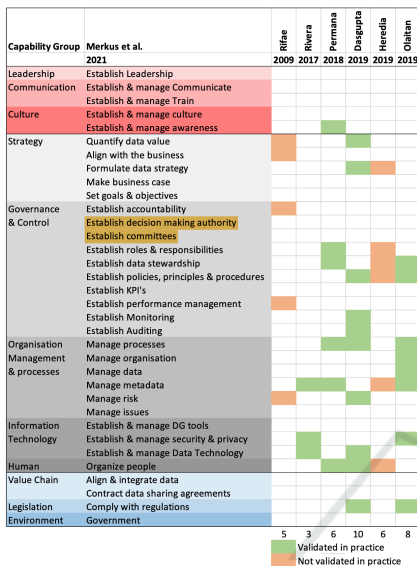 Rifae Rivera Permana Dasgupta Heredia Olaitan
Capability Group Merkus et al.
2021 2009 2017 2018 2019 2019 2019
Leadership Establish Leadership
Communication Establish & manage Communicate
Establish & manage Train
Culture Establish & manage culture
Establish & manage awareness
Strategy Quantify data value
Align with the business
Formulate data strategy
Make business case
Set goals & objectives
Governance Establish accountability
& Control Establish decision making authority
Establish committees
Establish roles & responsibilities
Establish data stewardship
Establish policies, principles & procedures
Establish KPI's
Establish performance management
Establish Monitoring
Establish Auditing
Organisation Manage processes
Management Manage organisation
& processes Manage data
Manage metadata
Manage risk
Manage issues
Information Establish & manage DG tools
Technology Establish & manage security & privacy
Establish & manage Data Technology
Human Organize people
Value Chain Align & integrate data
Contract data sharing agreements
Legislation Comply with regulations
Environment Government
5 3 6 10 6 8
Validated in practice
Not validated in practice